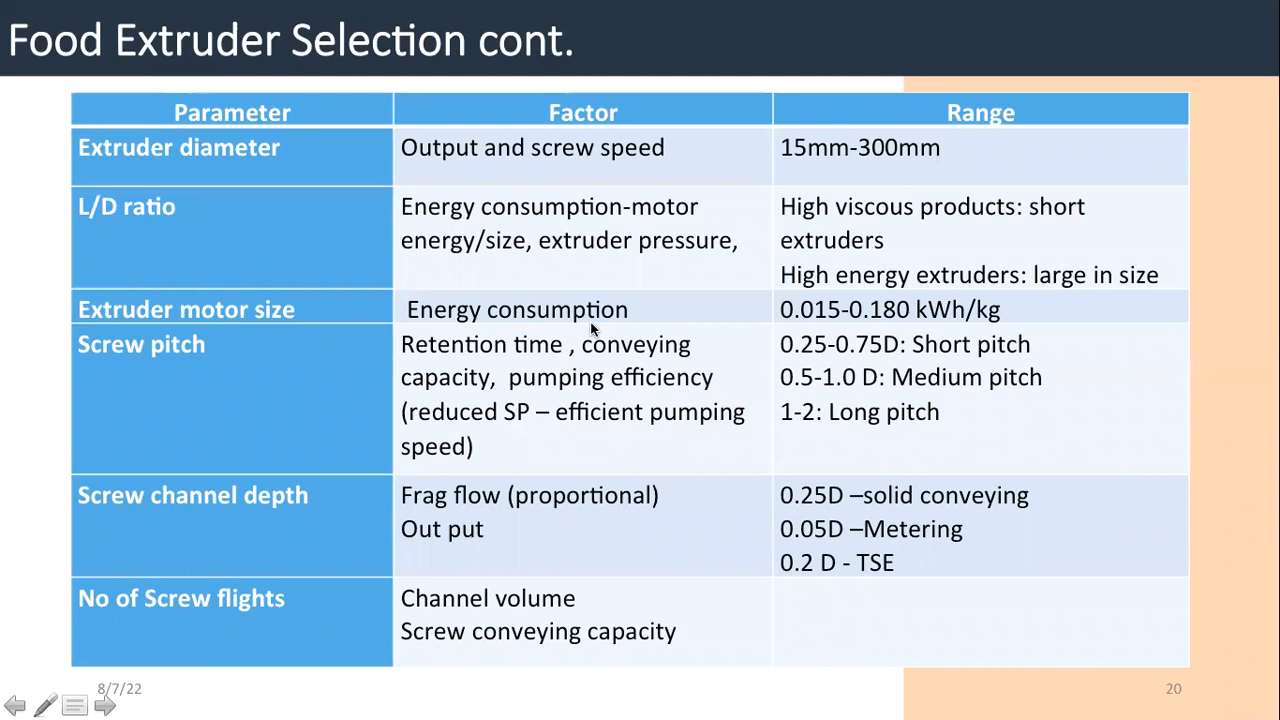 Food Extruder Selection cont.
Parameter Factor Range
Extruder diameter Output and screw speed 15mm-300mm
L/D ratio Energy consumption-motor High viscous products: short
energy/size, extruder pressure, extruders
High energy extruders: large in size
Extruder motor size Energy consumption 0.015-0.180 kWh/kg
Screw pitch Retention time , conveying 0.25-0.75D: Short pitch
capacity, pumping efficiency 0.5-1.0 D: Medium pitch
(reduced SP – efficient pumping 1-2: Long pitch
speed)
Screw channel depth Frag flow (proportional) 0.25D –solid conveying
Out put 0.05D –Metering
0.2 D - TSE
No of Screw flights Channel volume
Screw conveying capacity
8/7/22 20